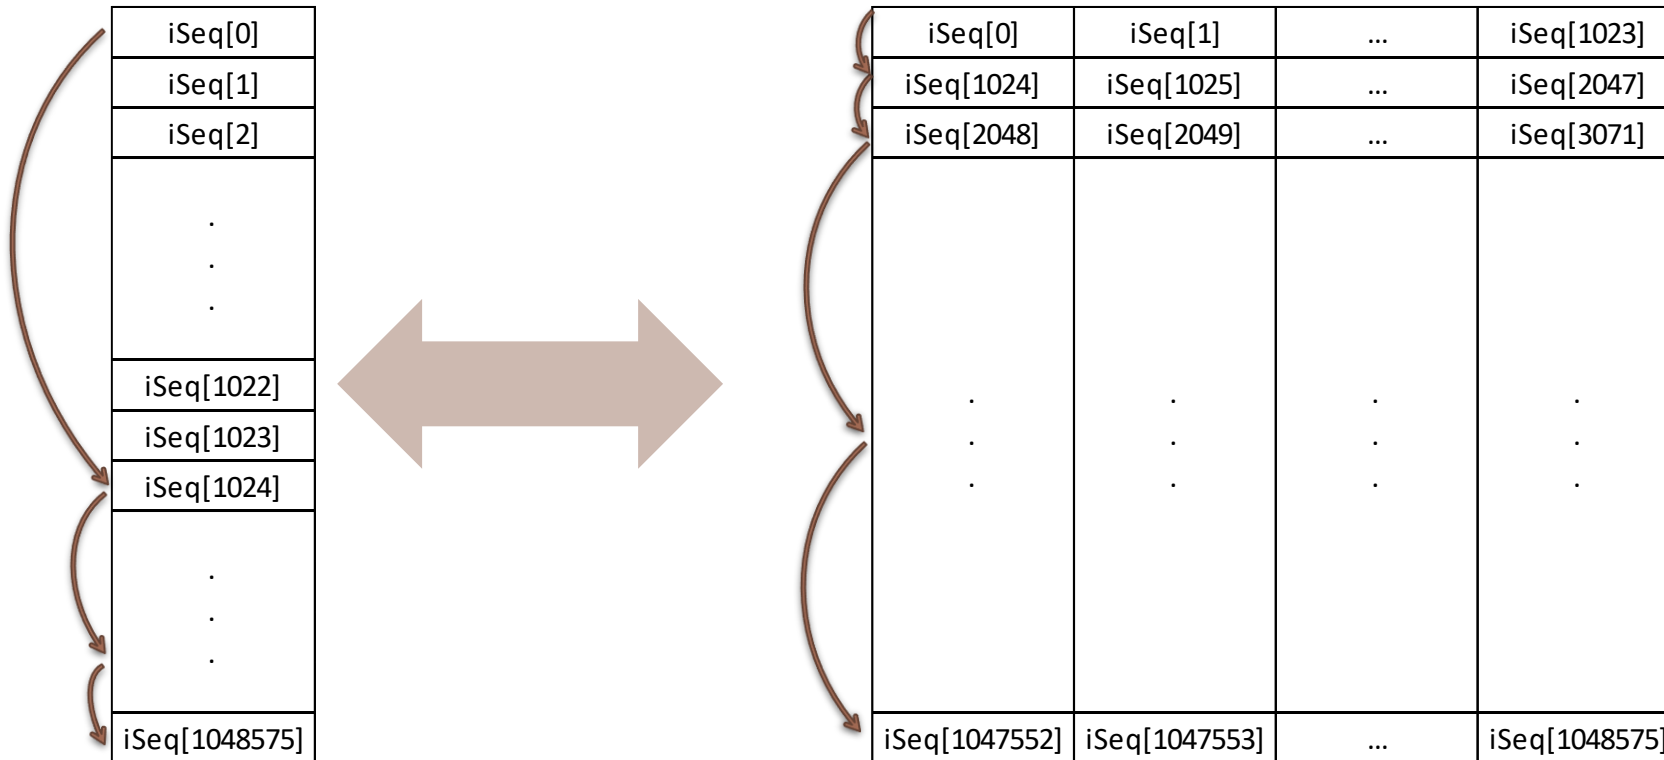 iSeq[0]
iSeq[1]
iSeq[2]
.
.
.
iSeq[1022]
iSeq[1023]
iSeq[1024]
.
.
.
iSeq[1048575]
iSeq[0] iSeq[1] ... iSeq[1023]
iSeq[1024] iSeq[1025] ... iSeq[2047]
iSeq[2048] iSeq[2049] ... iSeq[3071]
. . . .
. . . .
. . . .
iSeq[1047552] iSeq[1047553] ... iSeq[1048575]